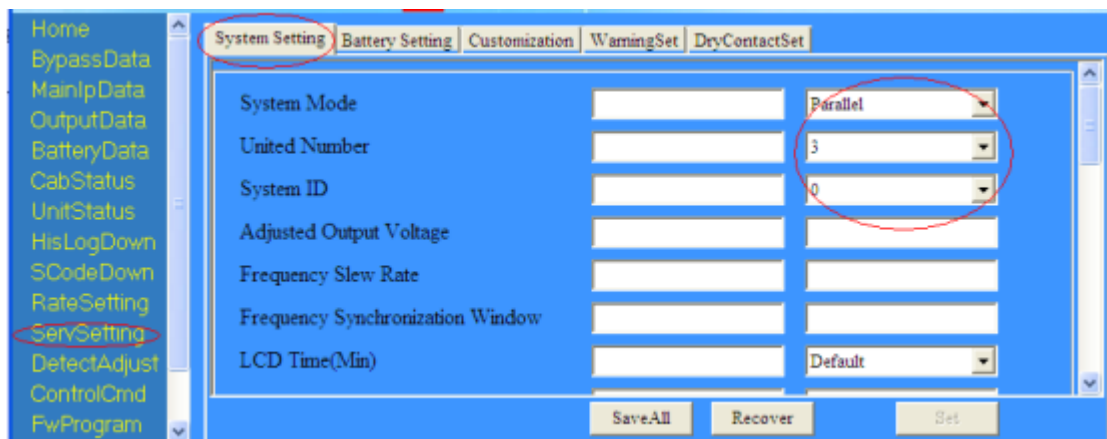 Home
BypassData
MainIpData
OutputData
BatteryData
CabStatus
UnitStatus
HisLogDown
SCodeDown
RateSetting
ServSetting
DetectAdjust
ControlCmd
FwProgram
System Setting Battery Setting Customization WarningSet DryContactSet
System Mode Parallel
United Number 3
System ID 0
Adjusted Output Voltage
Frequency Slew Rate
Frequency Synchronization Window
LCD Time(Min) Default
SaveAll Recover Set